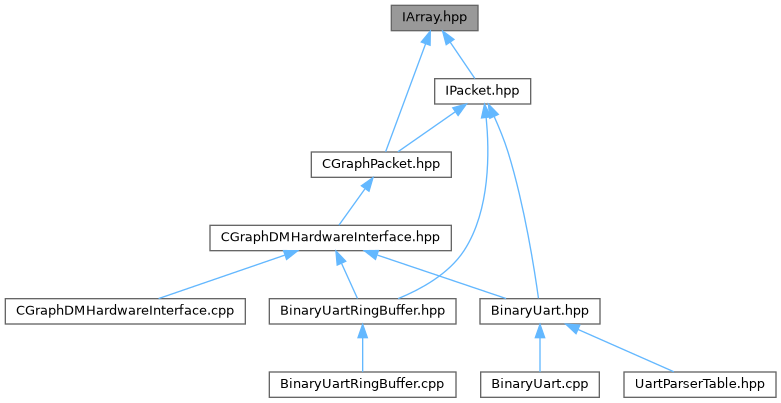 IArray.hpp
IPacket.hpp
CGraphPacket.hpp
CGraphDMHardwareInterface.hpp
CGraphDMHardwareInterface.cpp
BinaryUartRingBuffer.hpp
BinaryUart.hpp
BinaryUartRingBuffer.cpp
BinaryUart.cpp
UartParserTable.hpp